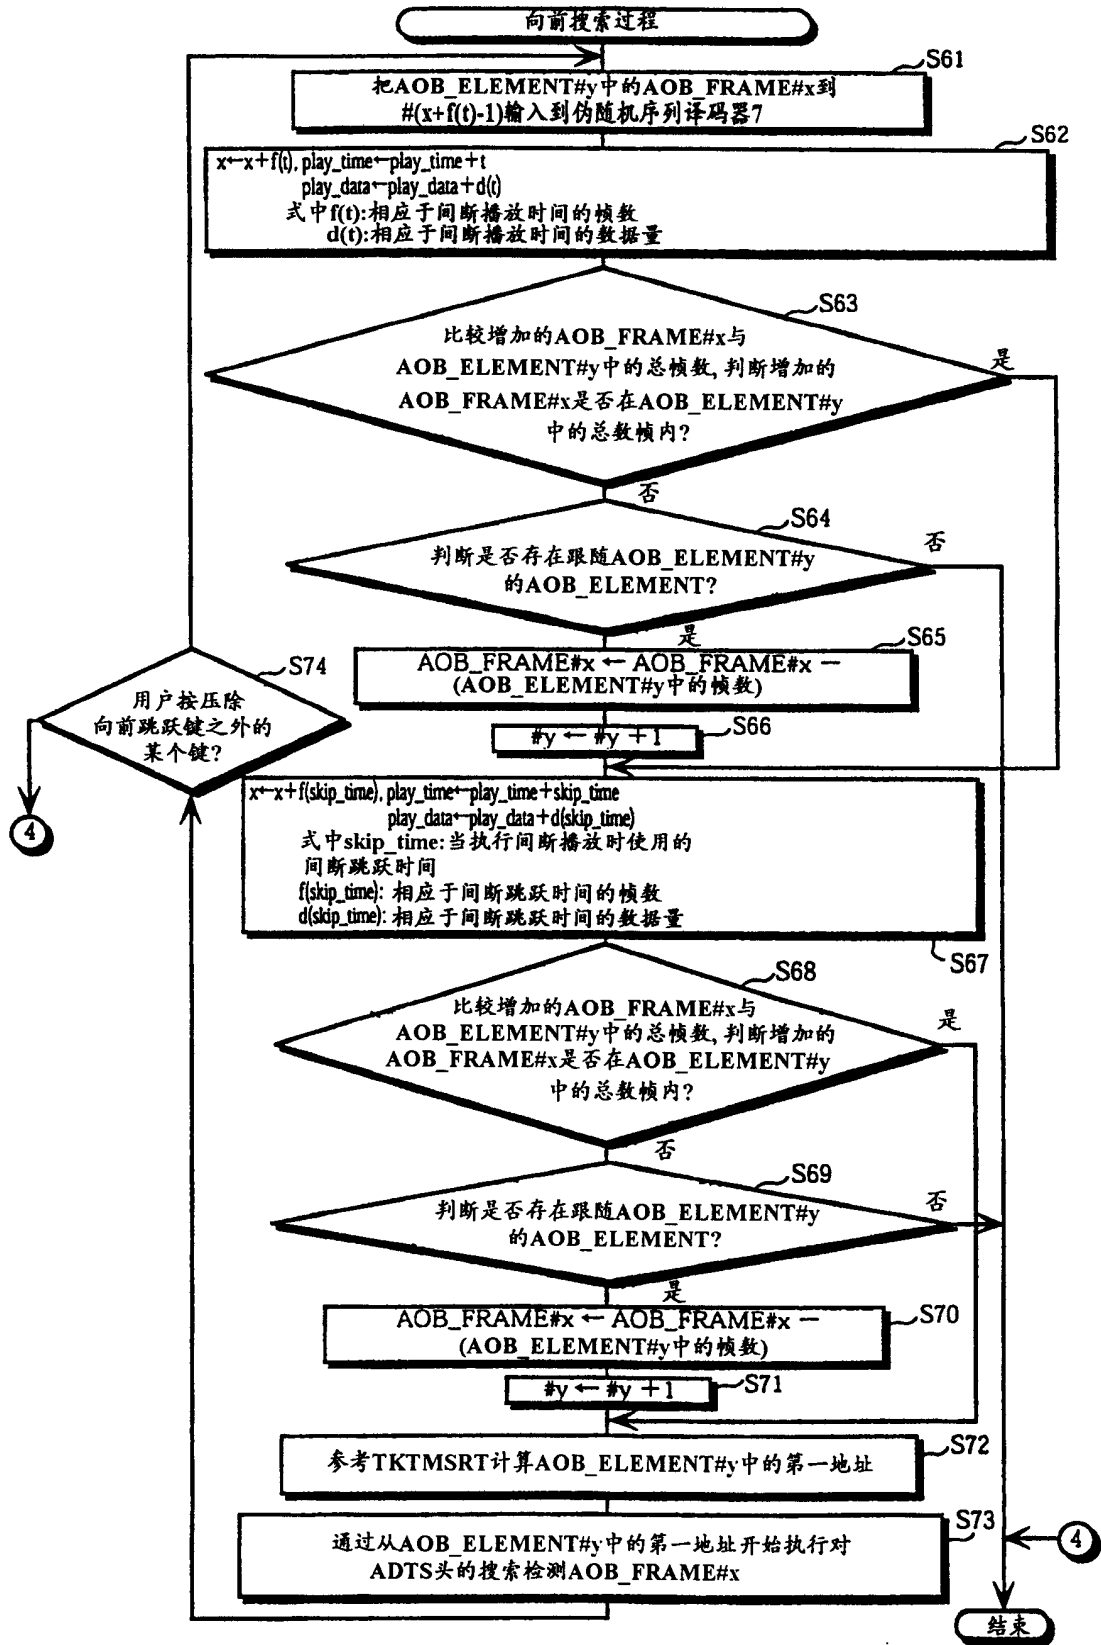 向前搜索过程
S61
把AOB_ELEMENT#y中的AOB_FRAME#x到
#(x+f(t)-1)输入到伪随机序列译码器7
S62
x←x+f(t), play_time←play_time+t
play_data←play_data+d(t)
式中f(t):相应于间断播放时间的帧数
d(t):相应于间断播放时间的数据量
S63
比较增加的AOB_FRAME#x与
AOB_ELEMENT#y中的总帧数,判断增加的
AOB_FRAME#x是否在AOB_ELEMENT#y
中的总数帧内?
是
否
S64
判断是否存在跟随AOB_ELEMENT#y
的AOB_ELEMENT?
否
是
S65
AOB_FRAME#x ← AOB_FRAME#x －
(AOB_ELEMENT#y中的帧数)
S66
#y ← #y +1
S74
用户按压除
向前跳跃键之外的
某个键?
4
x←x+f(skip_time), play_time←play_time+skip_time
play_data←play_data+d(skip_time)
式中skip_time:当执行间断播放时使用的
间断跳跃时间
f(skip_time): 相应于间断跳跃时间的帧数
d(skip_time): 相应于间断跳跃时间的数据量
S67
S68
比较增加的AOB_FRAME#x与
AOB_ELEMENT#y中的总帧数,判断增加的
AOB_FRAME#x是否在AOB_ELEMENT#y
中的总数帧内?
是
否
S69
判断是否存在跟随AOB_ELEMENT#y
的AOB_ELEMENT?
否
是
S70
AOB_FRAME#x ← AOB_FRAME#x －
(AOB_ELEMENT#y中的帧数)
S71
#y ← #y +1
S72
参考TKTMSRT计算AOB_ELEMENT#y中的第一地址
S73
通过从AOB_ELEMENT#y中的第一地址开始执行对
ADTS头的搜索检测AOB_FRAME#x
4
结束